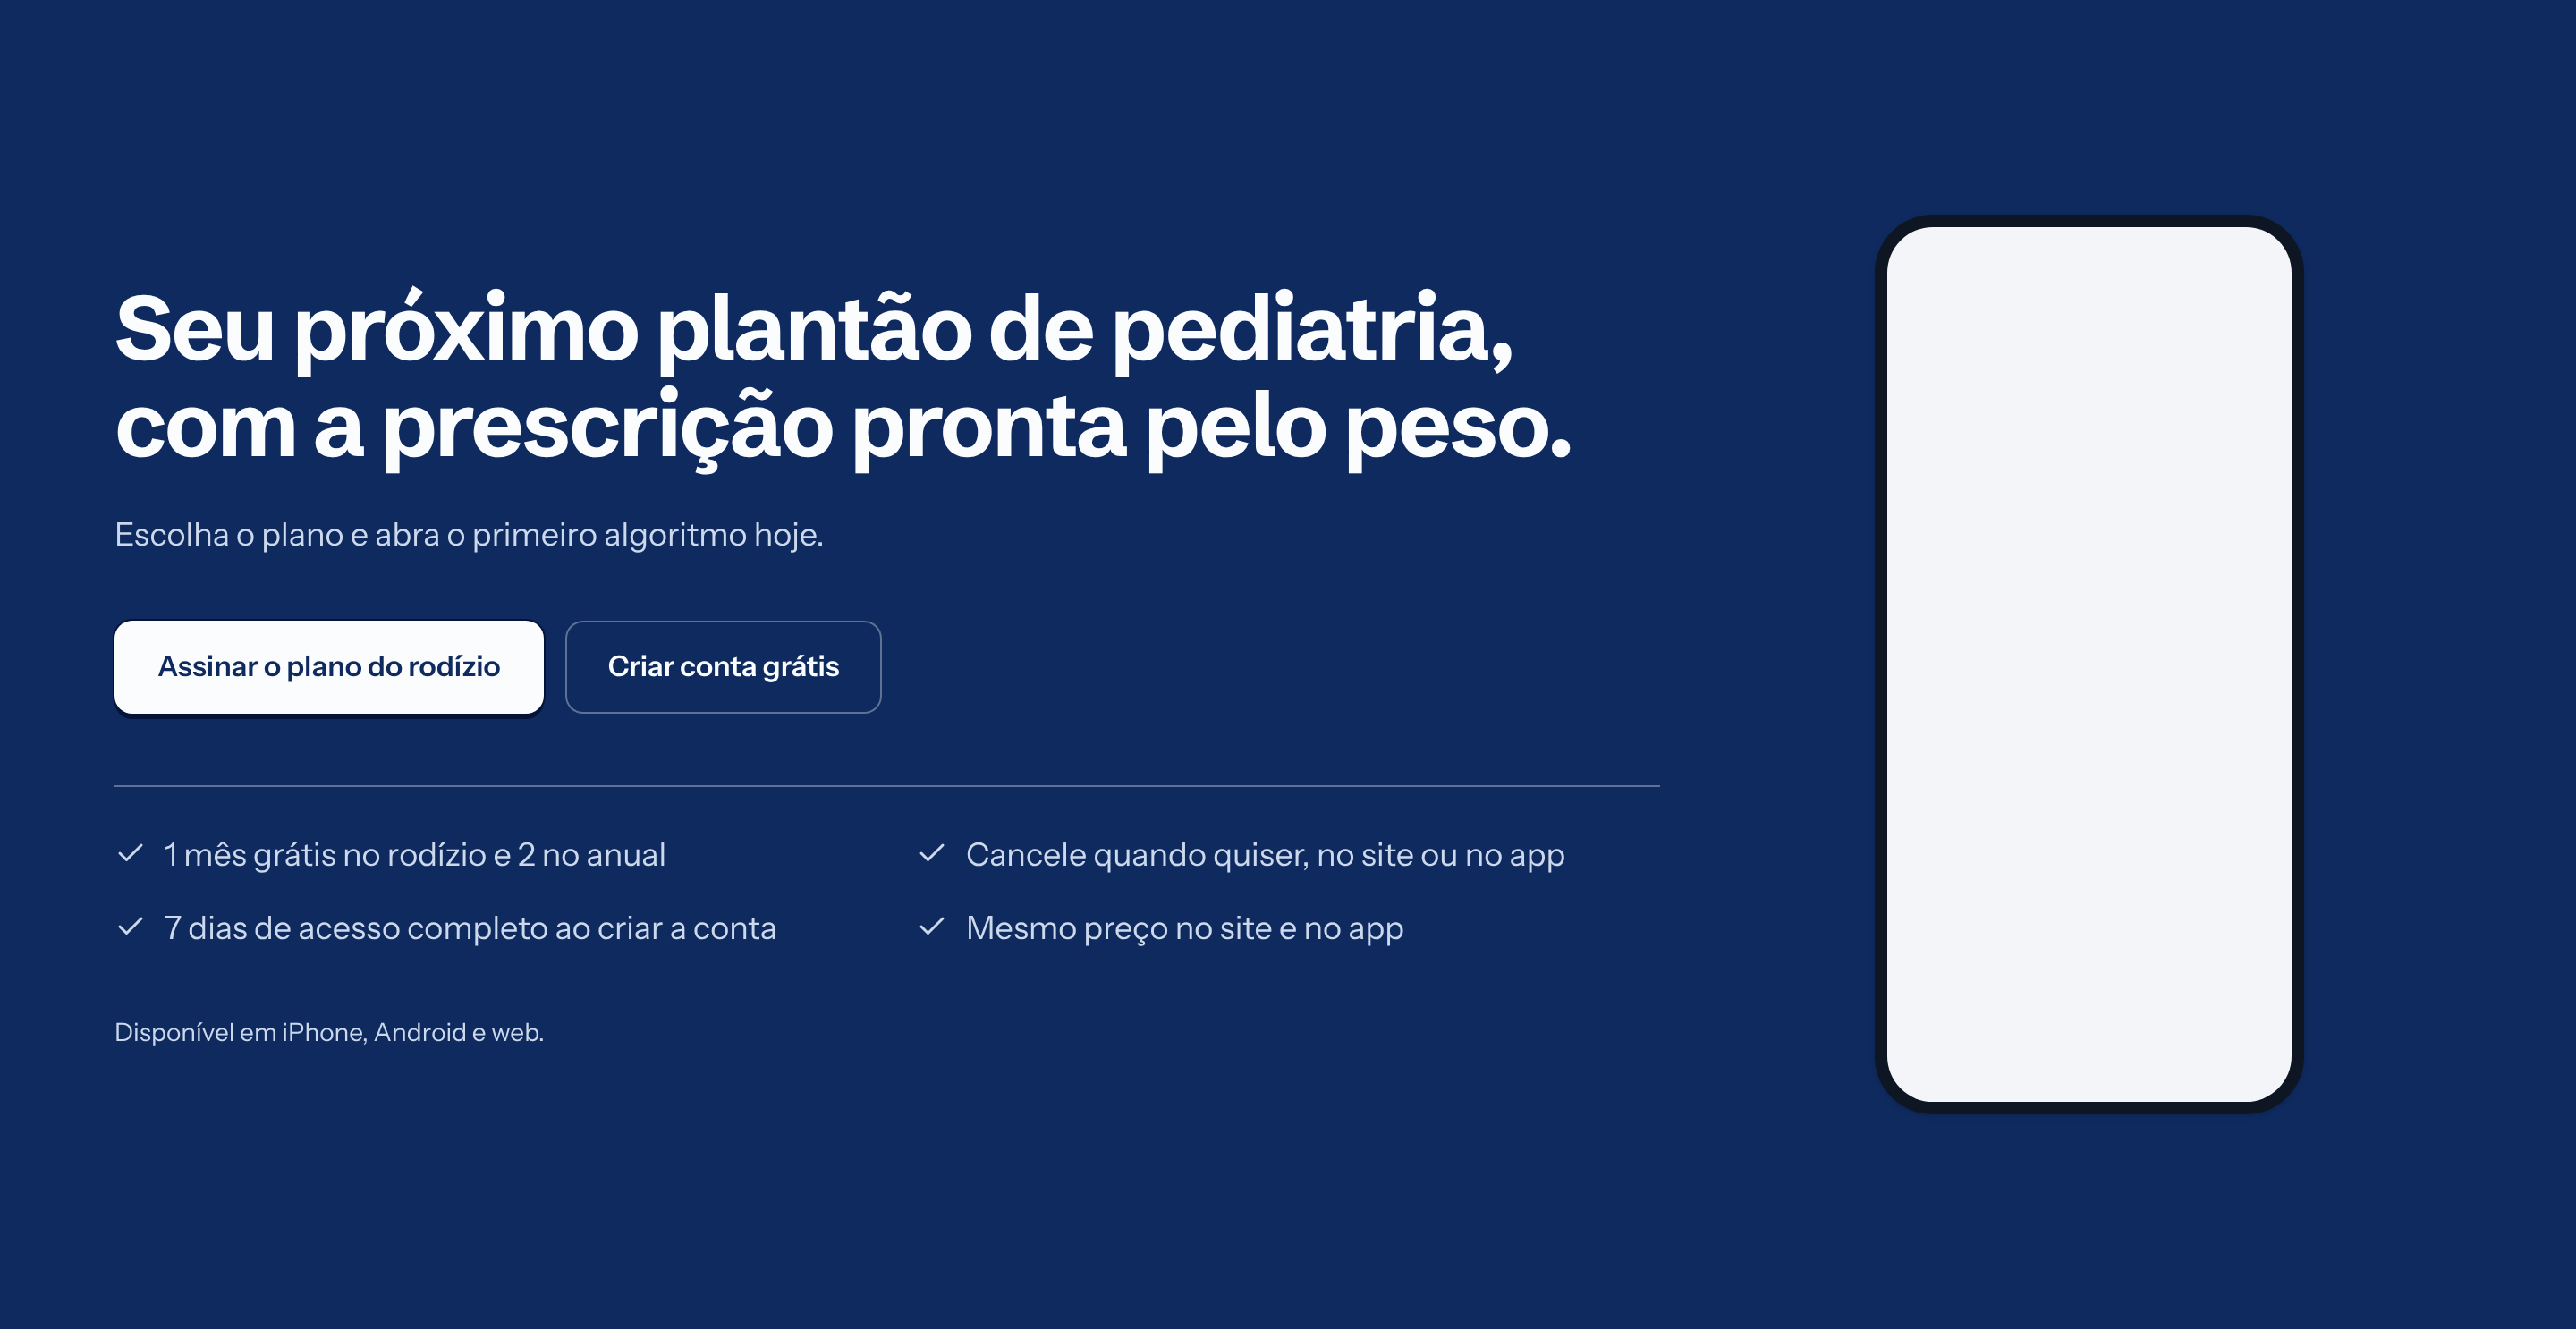 Seu próximo plantão de pediatria,
com a prescrição pronta pelo peso.
Escolha o plano e abra o primeiro algoritmo hoje.
Assinar o plano do rodízio
Criar conta grátis
1 mês grátis no rodízio e 2 no anual
Cancele quando quiser, no site ou no app
7 dias de acesso completo ao criar a conta
Mesmo preço no site e no app
Disponível em iPhone, Android e web.